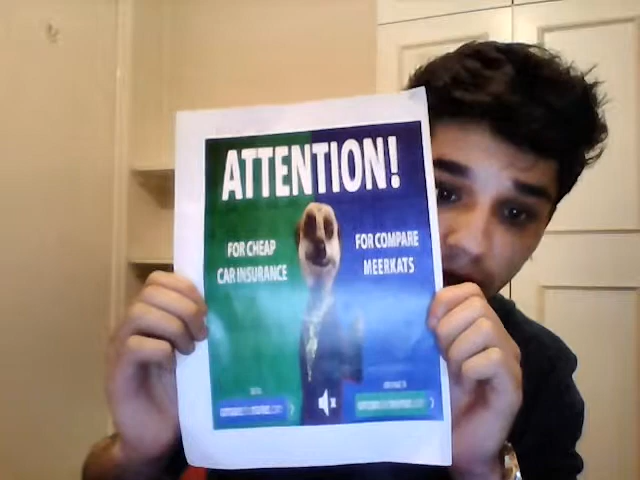 ATTENTION!
FOR CHEAP
CAR INSURANCE
FOR COMPARE
MEERKATS